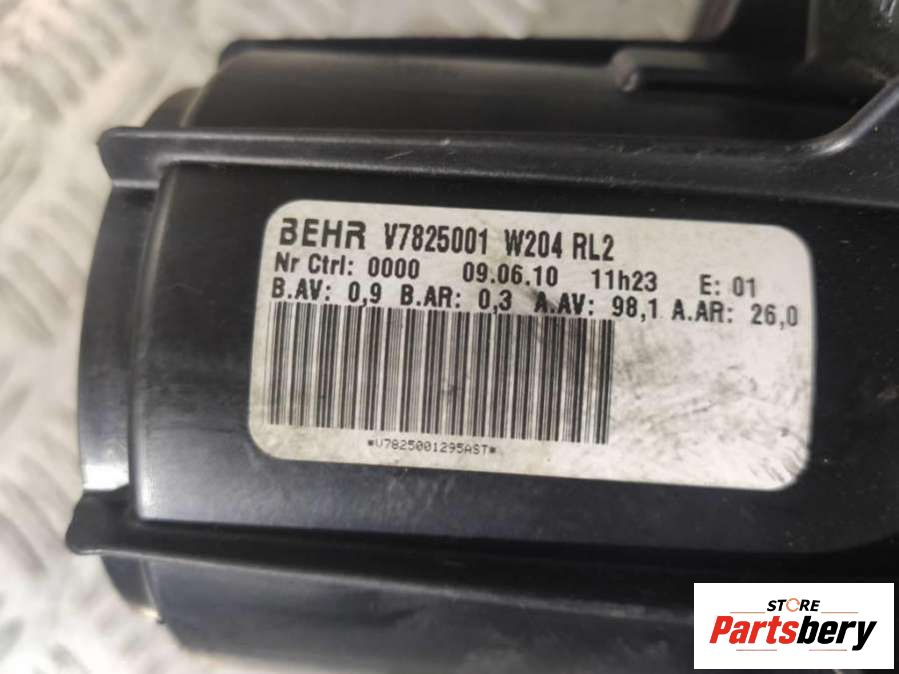 BEHR V7825001 W204 RL2
Nr Ctrl: 0000 09.06.10 11h23 E: 01
B.AV: 0,9 B.AR: 0,3 A.AV: 98,1 A.AR: 26,0
*V7825001295AST*
STORE
Partsbery